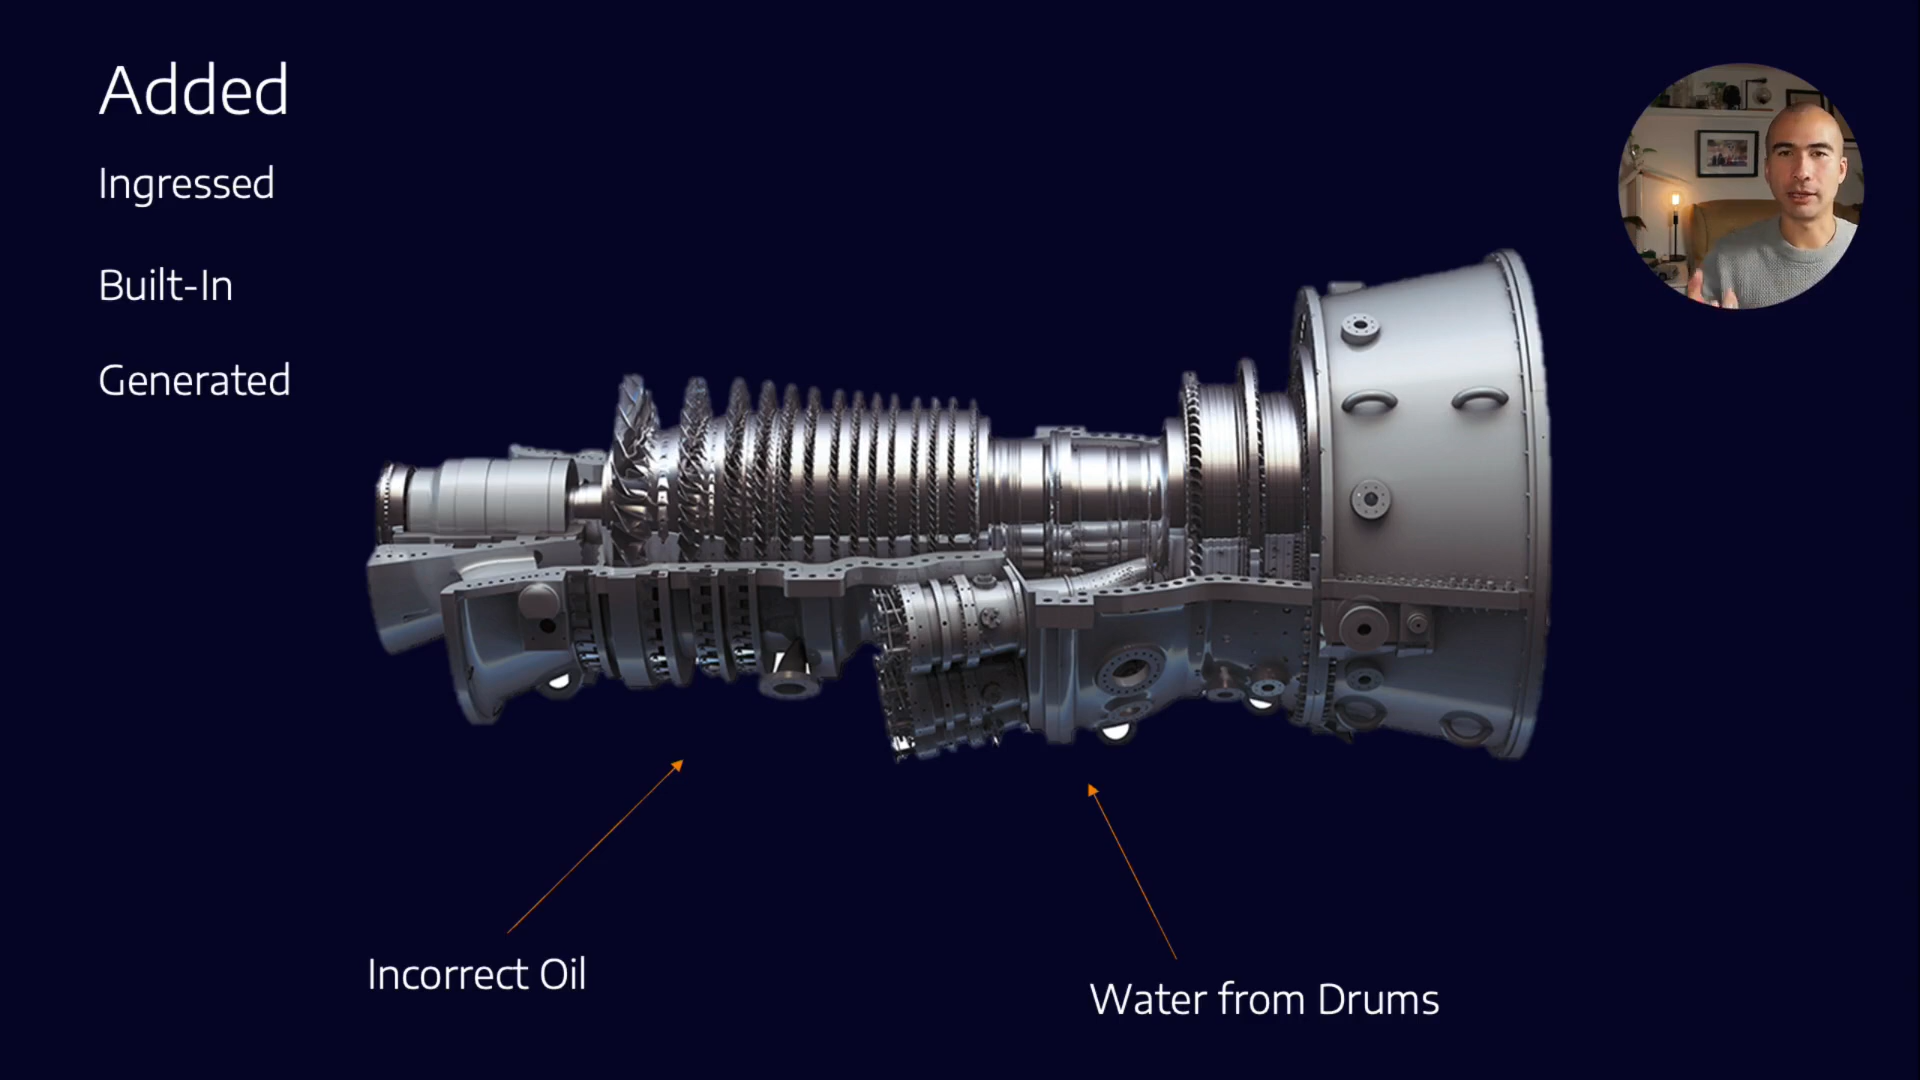 Added
Ingressed
Built-In
Generated
Incorrect Oil
Water from Drums